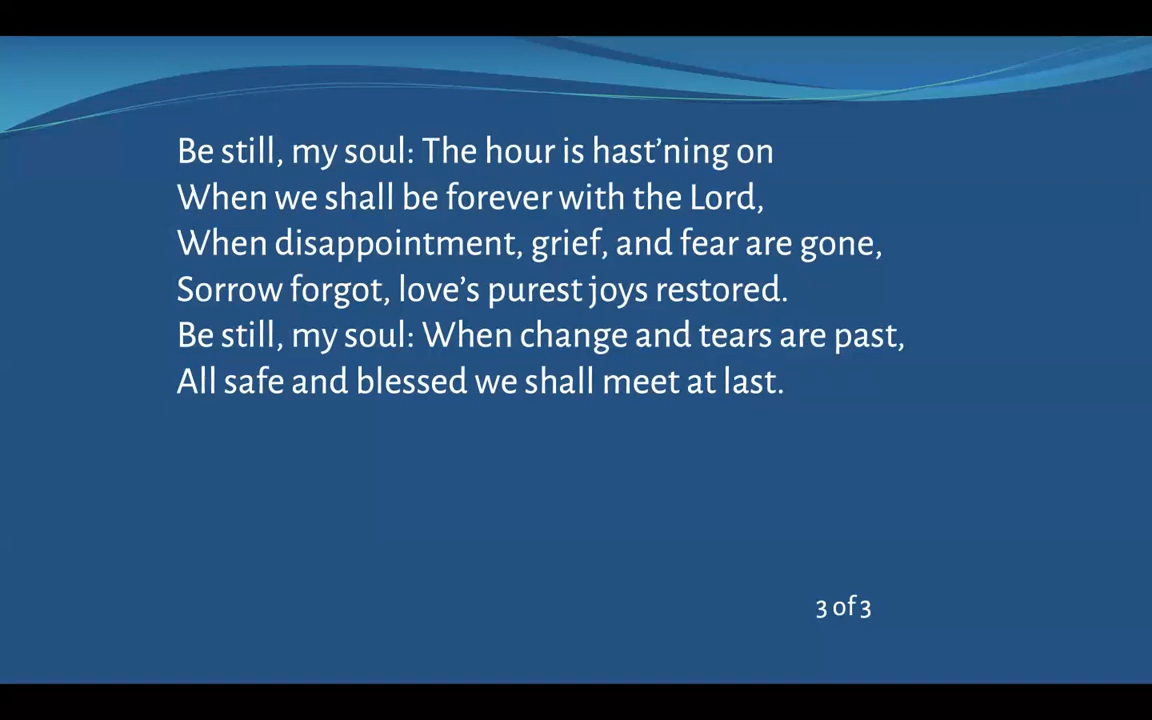 Be still, my soul: The hour is hast’ning on
When we shall be forever with the Lord,
When disappointment, grief, and fear are gone,
Sorrow forgot, love’s purest joys restored.
Be still, my soul: When change and tears are past,
All safe and blessed we shall meet at last.
3 of 3